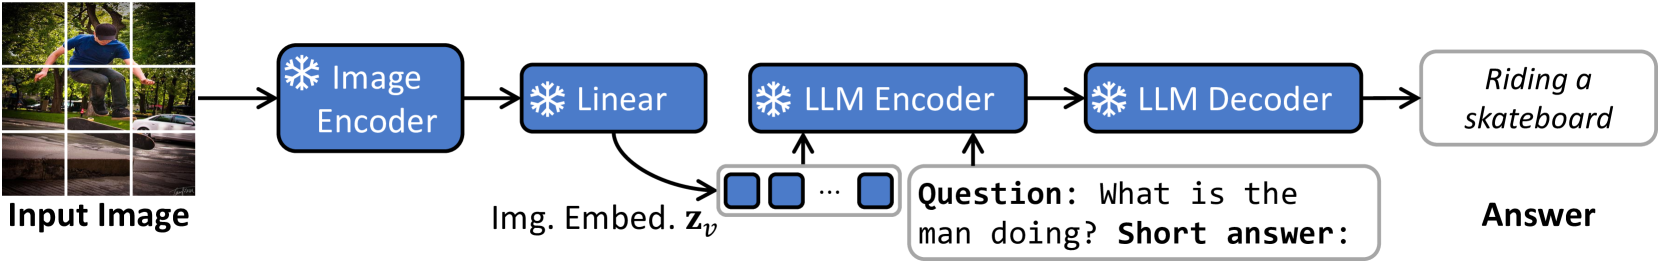 Input Image
Image
Encoder
Linear
Img. Embed. z_v
...
LLM Encoder
Question: What is the
man doing? Short answer:
LLM Decoder
Riding a
skateboard
Answer